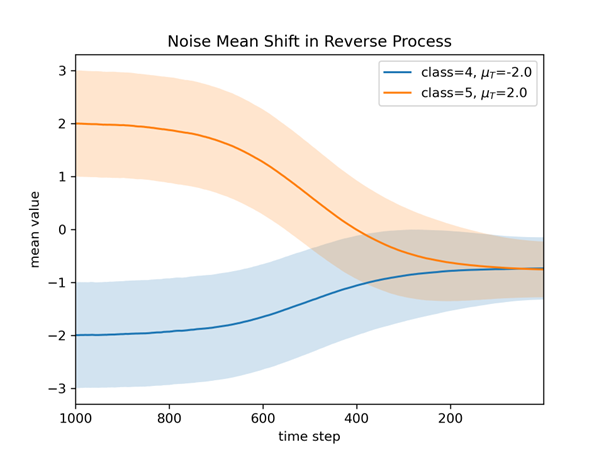 Noise Mean Shift in Reverse Process
class=4, μT=-2.0
class=5, μT=2.0
mean value
3
2
1
0
−1
−2
−3
1000 800 600 400 200
time step